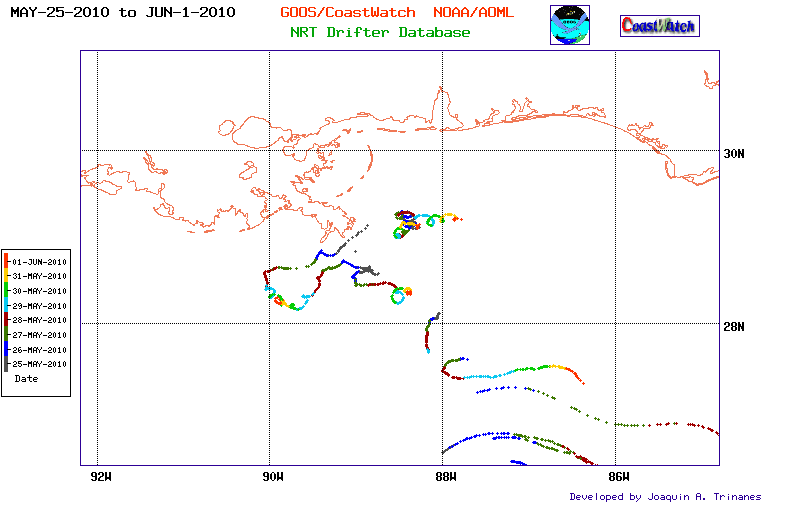 MAY-25-2010 to JUN-1-2010
GOOS/CoastWatch NOAA/AOML
NRT Drifter Database
CoastWatch
30N
28N
01-JUN-2010
31-MAY-2010
30-MAY-2010
29-MAY-2010
28-MAY-2010
27-MAY-2010
26-MAY-2010
25-MAY-2010
Date
92W 90W 88W 86W
Developed by Joaquin A. Trinanes